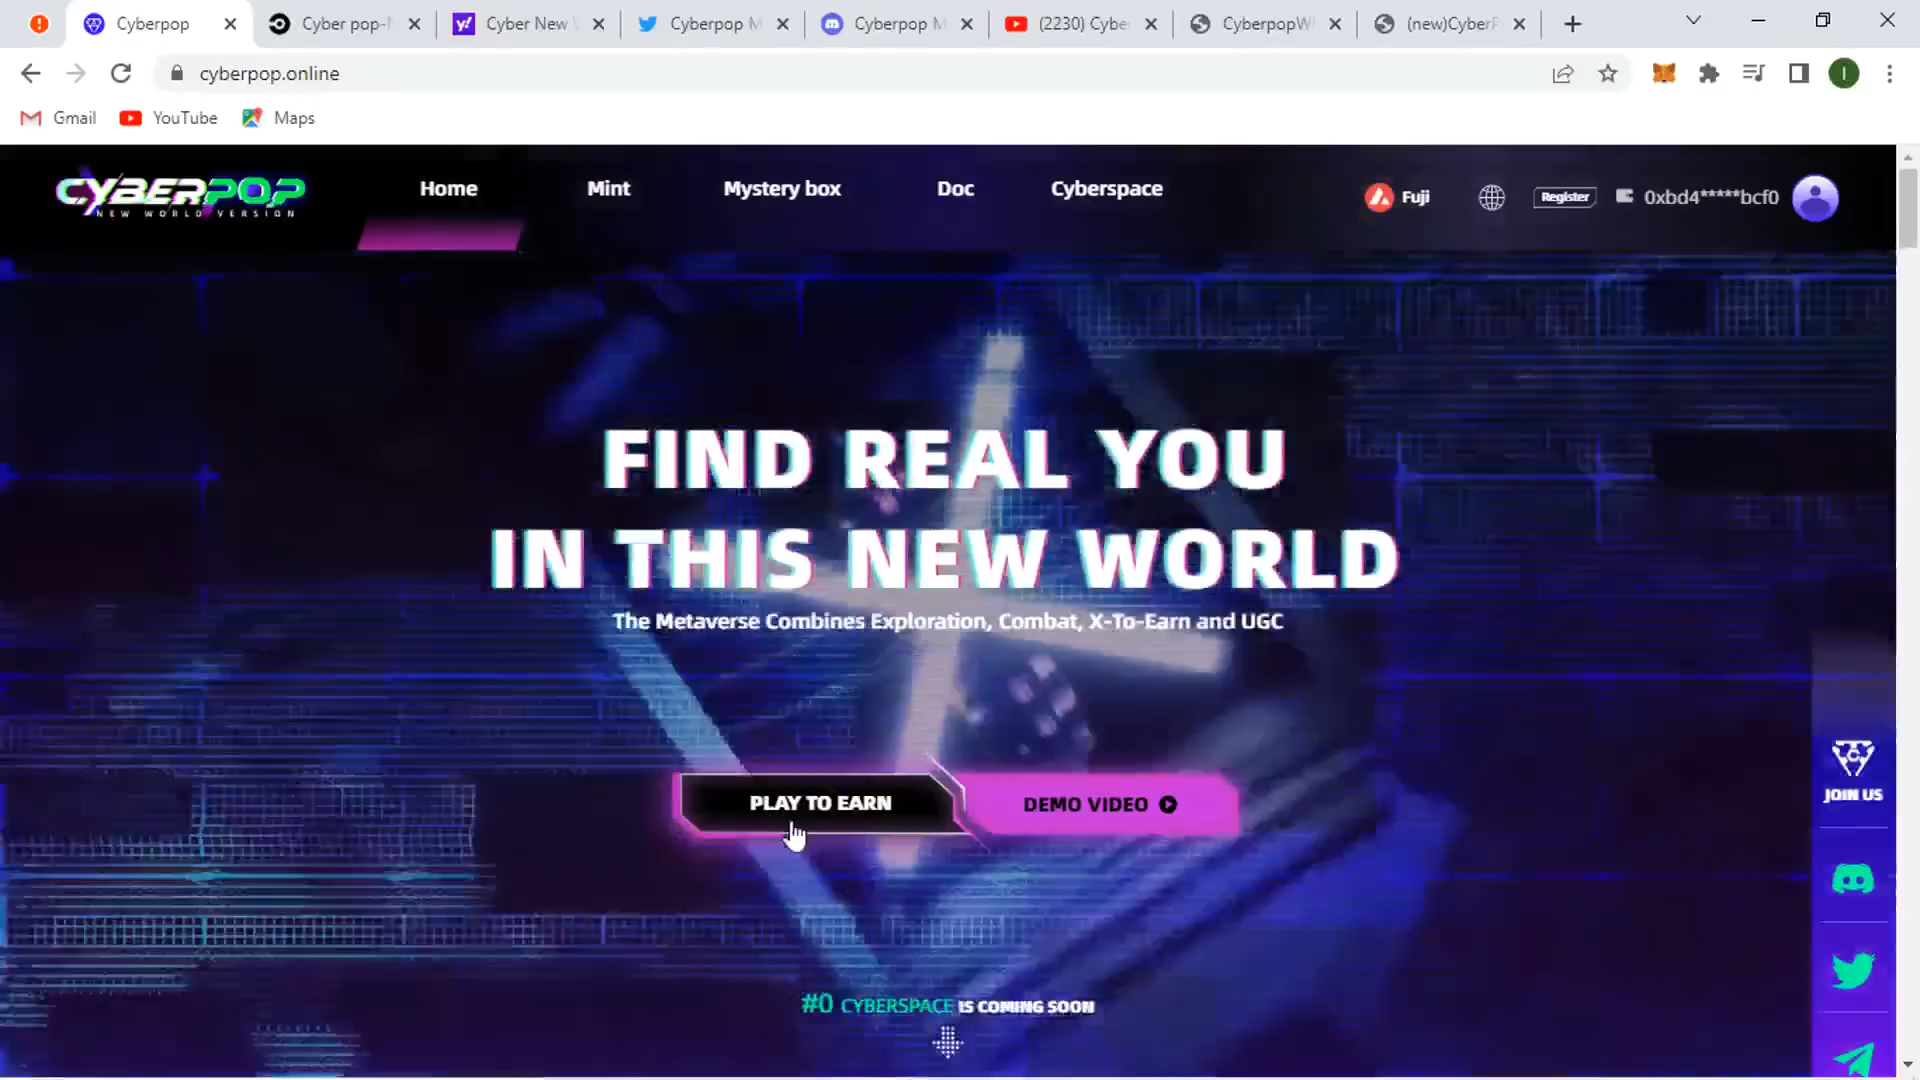 Cyberpop
Cyber pop-
Cyber New
Cyberpop M
Cyberpop M
(2230) Cybe
CyberpopW
(new)CyberP
cyberpop.online
I
Gmail
YouTube
Maps
CYBERPOP
NEW WORLD VERSION
Home
Mint
Mystery box
Doc
Cyberspace
Fuji
Register
0xbd4*****bcf0
FIND REAL YOU
IN THIS NEW WORLD
The Metaverse Combines Exploration, Combat, X-To-Earn and UGC
PLAY TO EARN
DEMO VIDEO
JOIN US
#0 CYBERSPACE IS COMING SOON